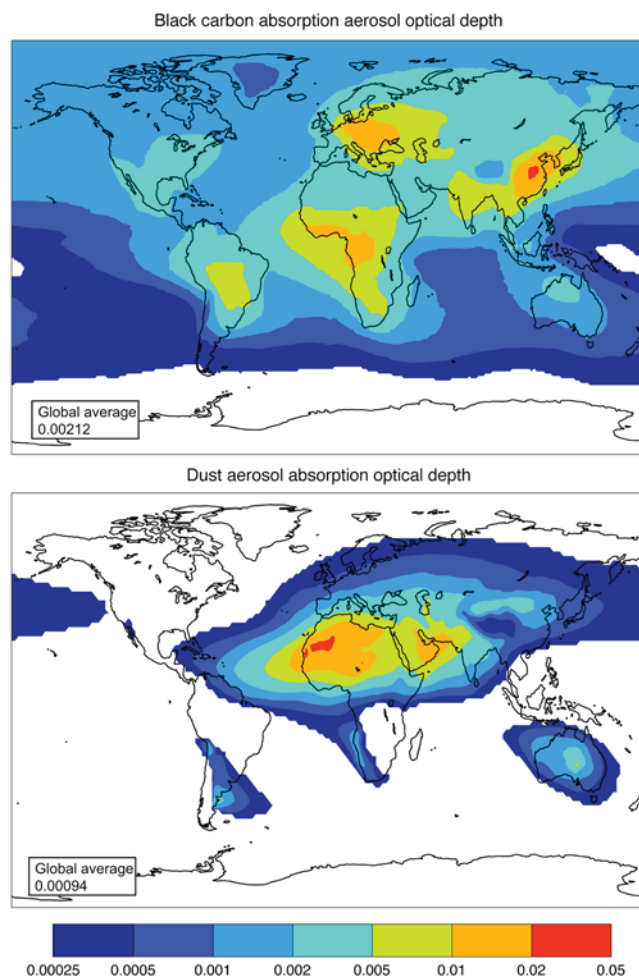 Black carbon absorption aerosol optical depth
Global average
0.00212
Dust aerosol absorption optical depth
Global average
0.00094
0.00025 0.0005 0.001 0.002 0.005 0.01 0.02 0.05